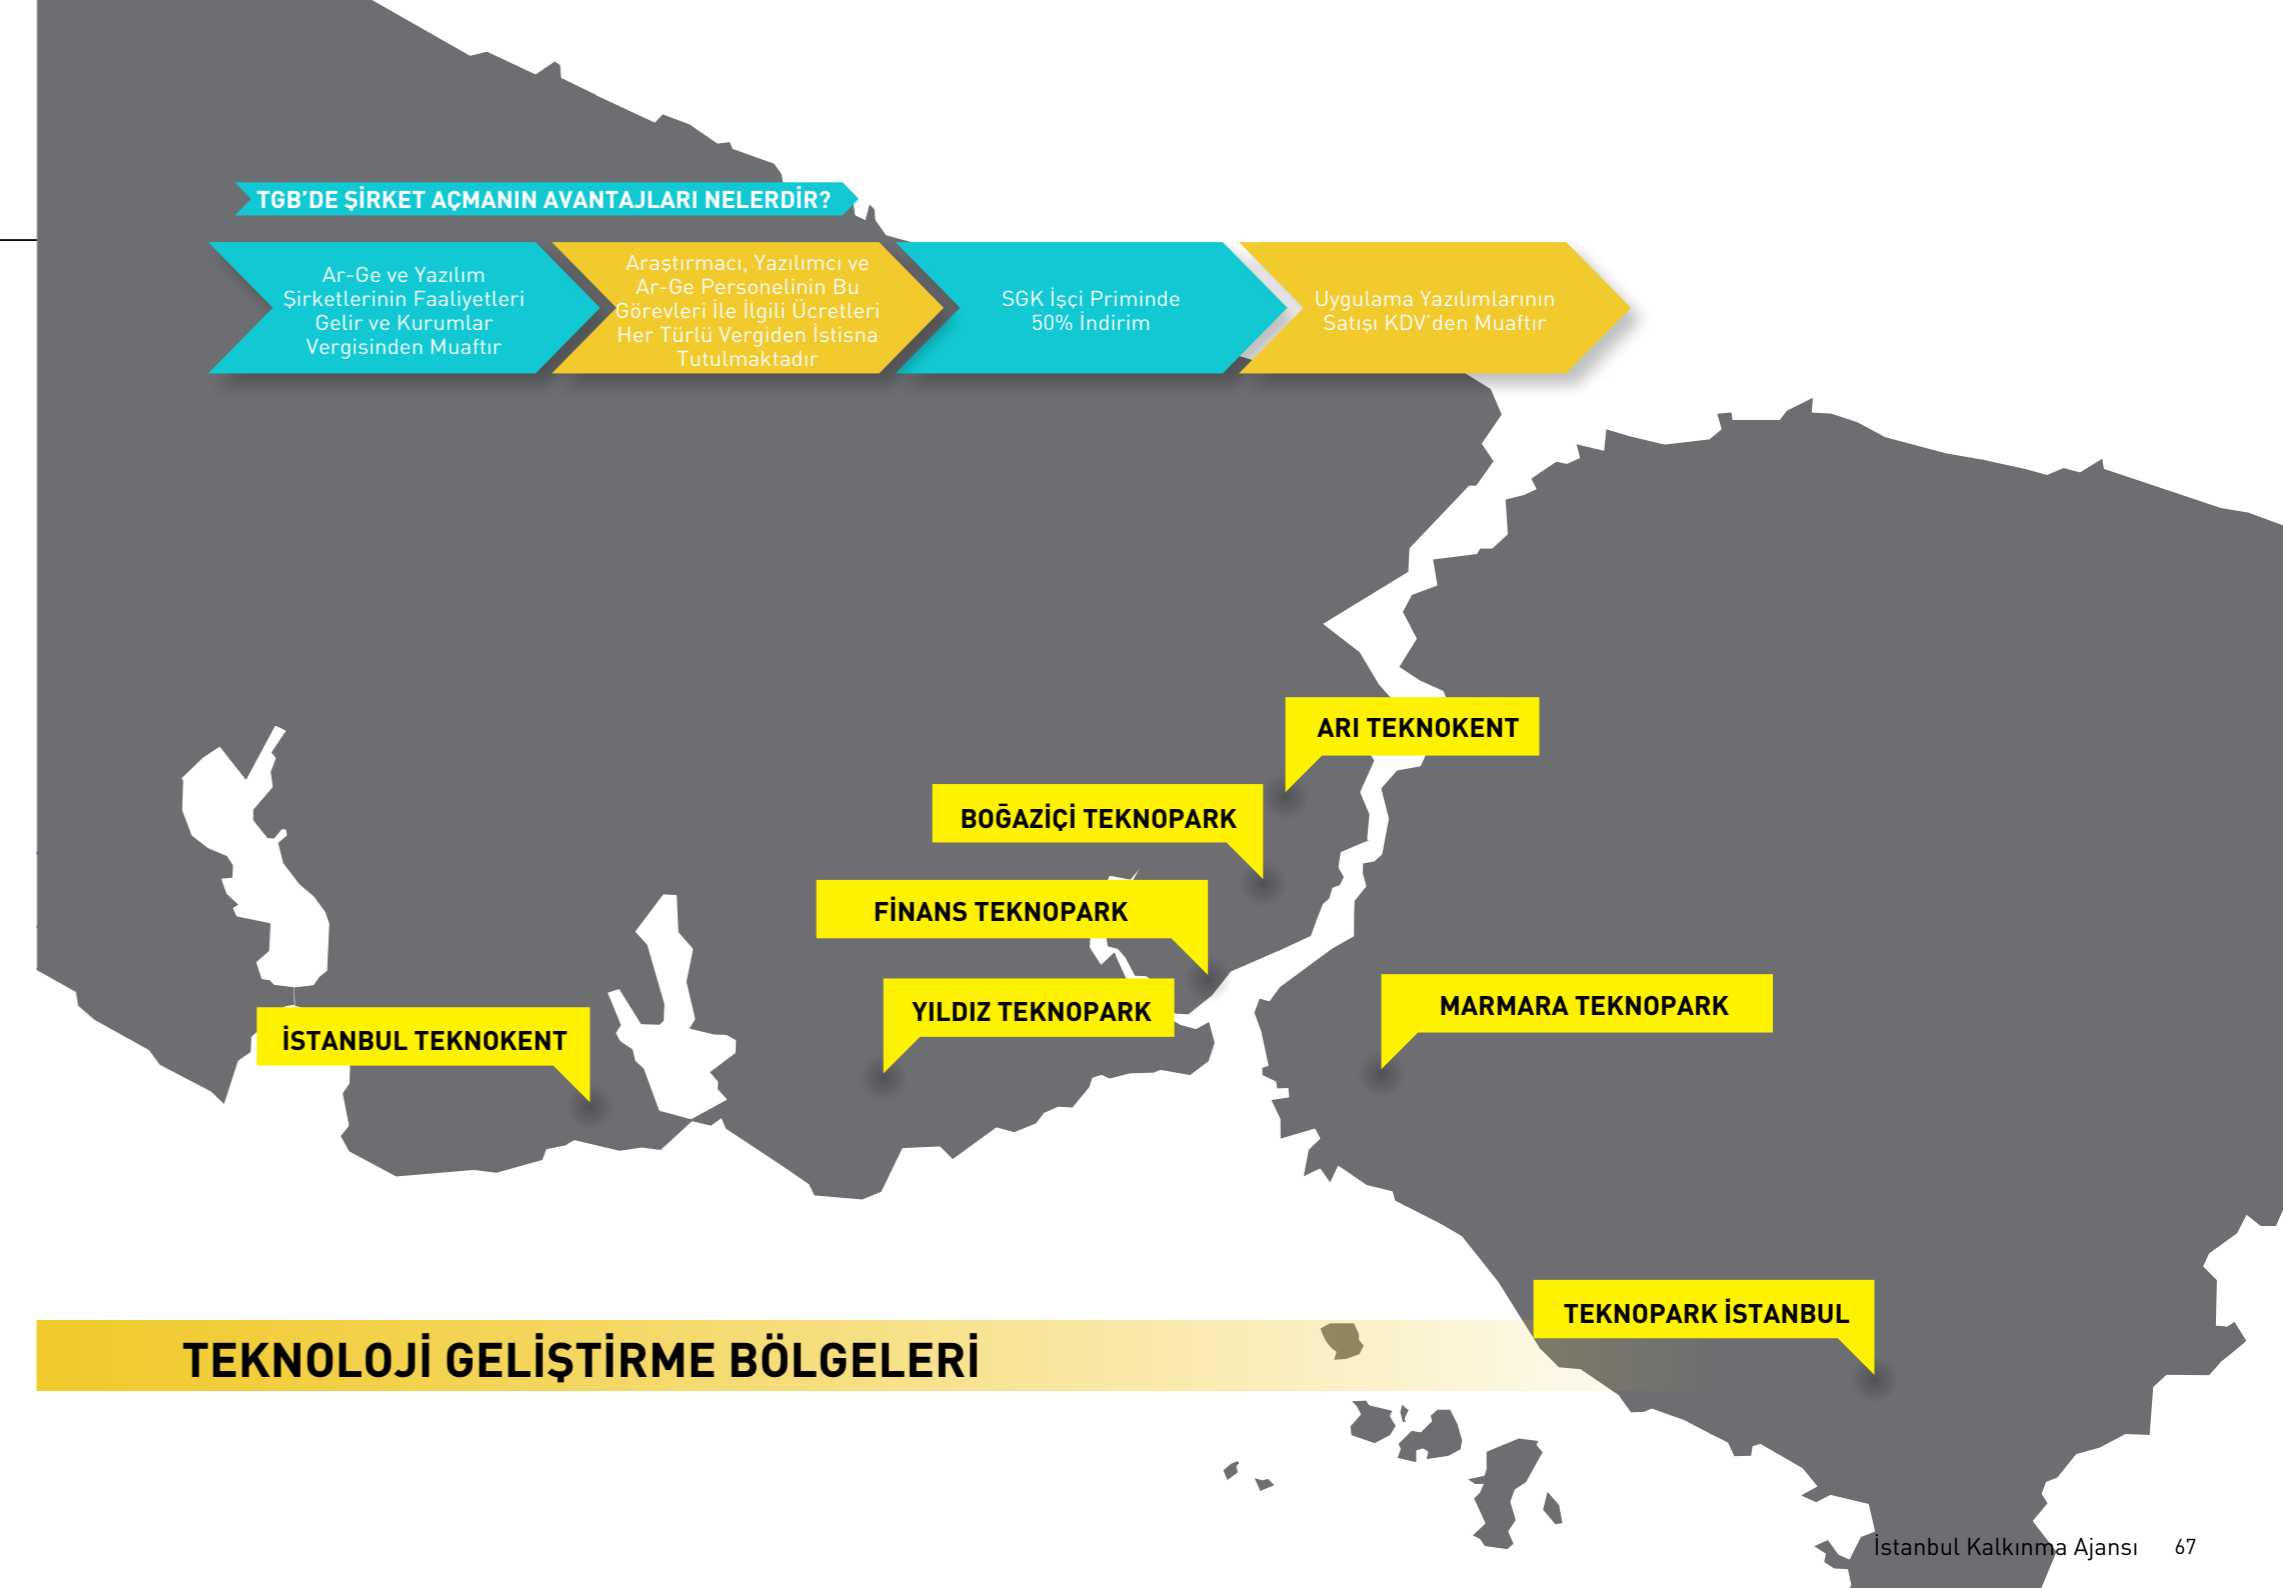 TGB’DE ŞİRKET AÇMANIN AVANTAJLARI NELERDİR?
Ar-Ge ve Yazılım
Şirketlerinin Faaliyetleri
Gelir ve Kurumlar
Vergisinden Muaftır
Araştırmacı, Yazılımcı ve
Ar-Ge Personelinin Bu
Görevleri İle İlgili Ücretleri
Her Türlü Vergiden İstisna
Tutulmaktadır
SGK İşçi Priminde
50% İndirim
Uygulama Yazılımlarının
Satışı KDV’den Muaftır
ARI TEKNOKENT
BOĞAZİÇİ TEKNOPARK
FİNANS TEKNOPARK
YILDIZ TEKNOPARK
MARMARA TEKNOPARK
İSTANBUL TEKNOKENT
TEKNOPARK İSTANBUL
TEKNOLOJİ GELİŞTİRME BÖLGELERİ
İstanbul Kalkınma Ajansı 67